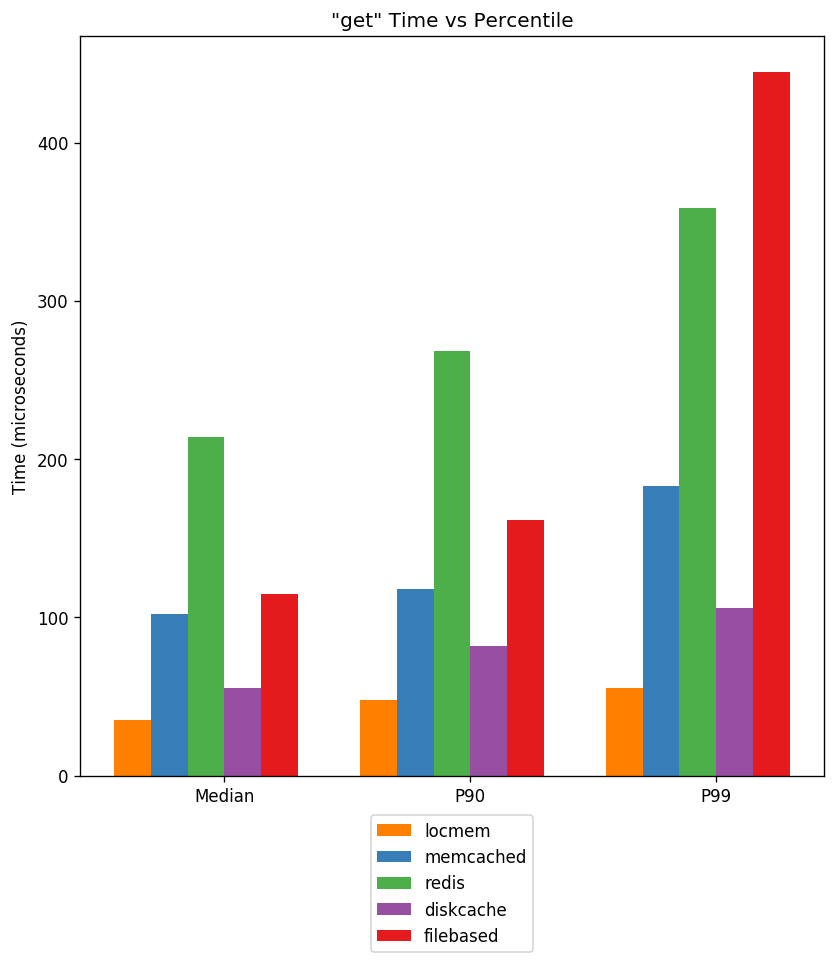 "get" Time vs Percentile
Time (microseconds)
400
300
200
100
0
Median
P90
P99
locmem
memcached
redis
diskcache
filebased